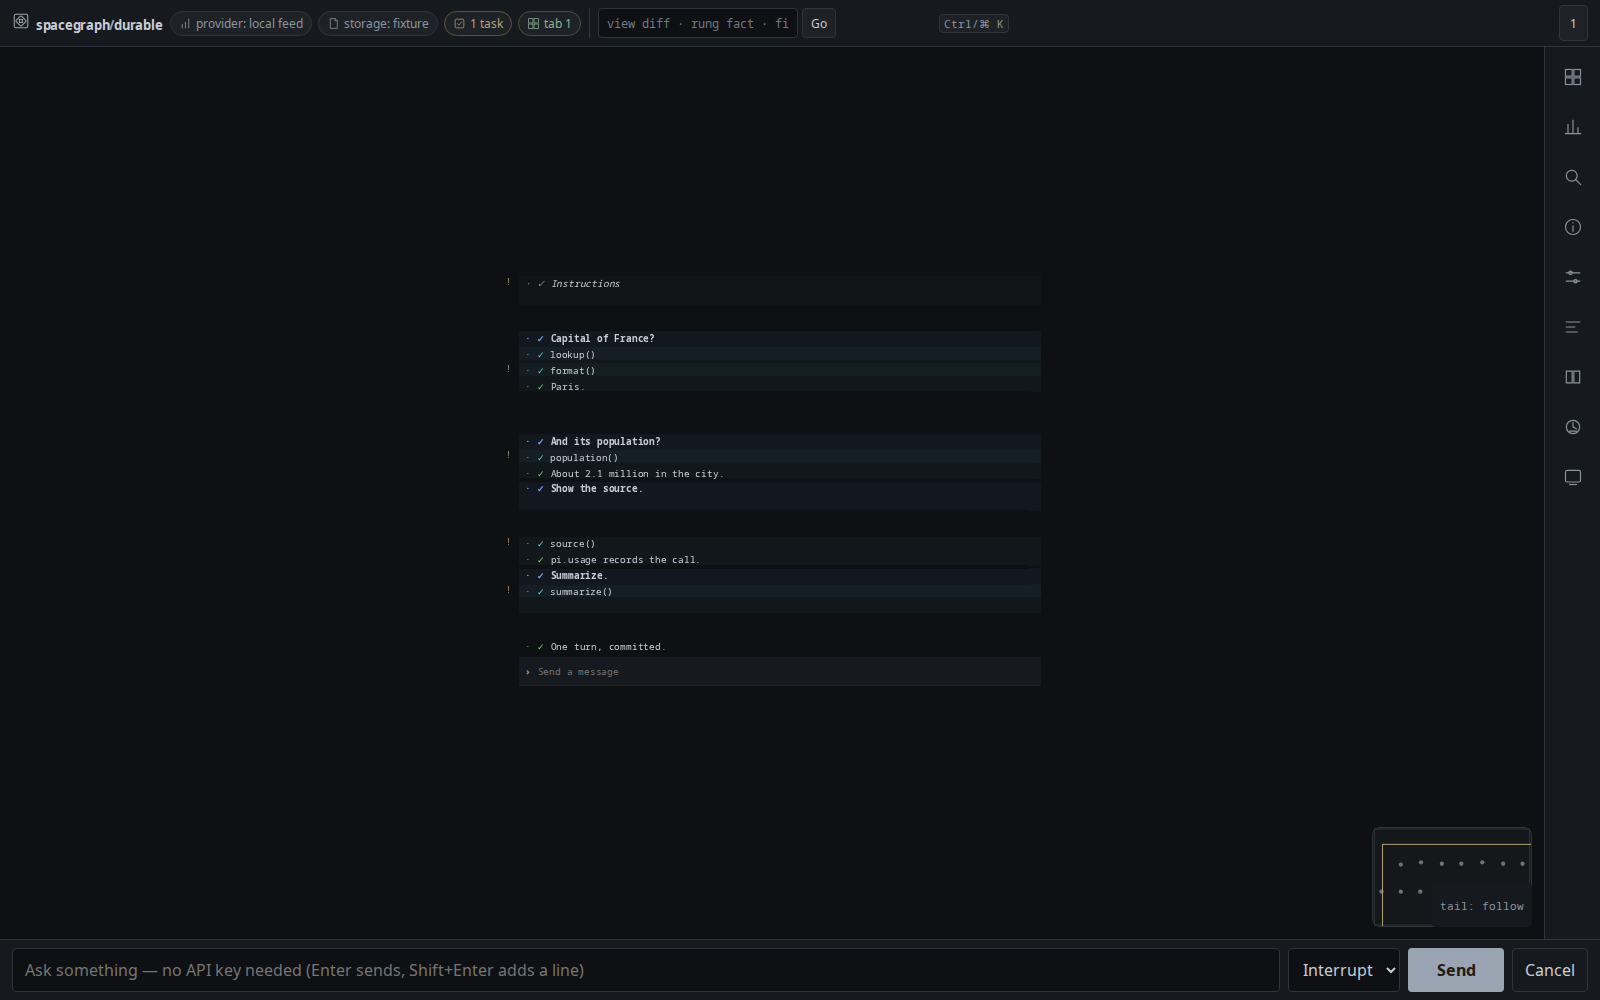 spacegraph/durable provider: local feed storage: fixture 1 task tab 1 view diff · rung fact · fi Go Ctrl/⌘ K 1
! · ✓ Instructions
· ✓ Capital of France?
· ✓ lookup()
! · ✓ format()
· ✓ Paris.
· ✓ And its population?
! · ✓ population()
· ✓ About 2.1 million in the city.
· ✓ Show the source.
! · ✓ source()
· ✓ pi.usage records the call.
· ✓ Summarize.
! · ✓ summarize()
· ✓ One turn, committed.
› Send a message
tail: follow
Ask something — no API key needed (Enter sends, Shift+Enter adds a line) Interrupt Send Cancel